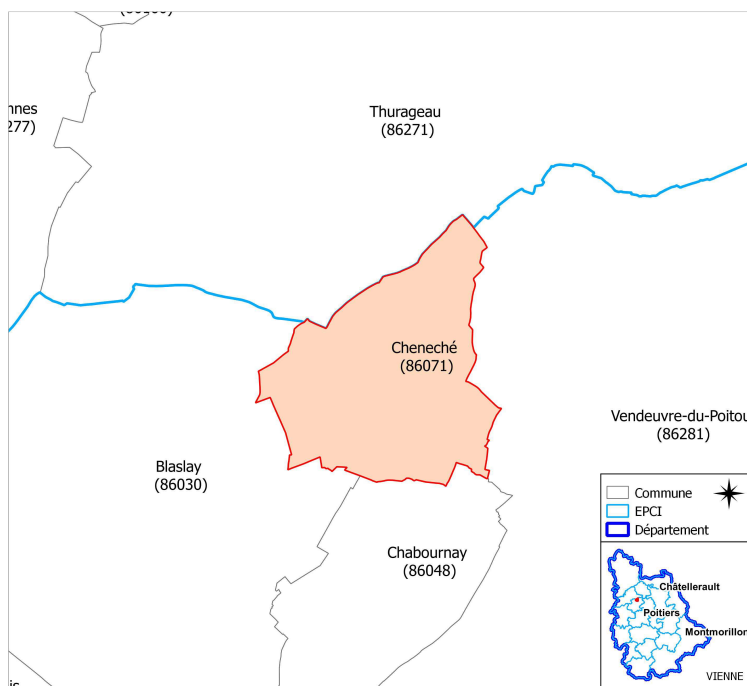 Thurageau
(86271)
nnes
277)
Cheneché
(86071)
Vendeuvre-du-Poitou
(86281)
Blaslay
(86030)
Chabournay
(86048)
Commune
EPCI
Département
Châtellerault
Poitiers
Montmorillon
VIENNE